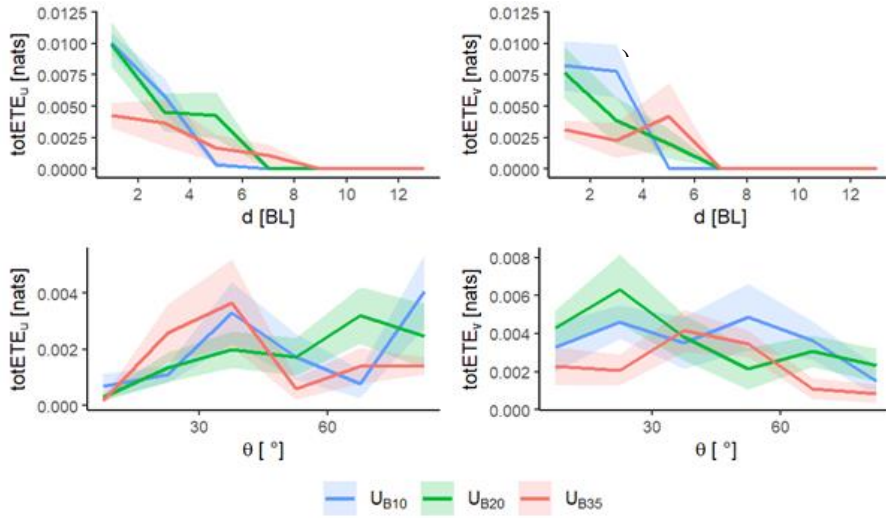 totETEu [nats]
0.0125
0.0100
0.0075
0.0050
0.0025
0.0000
2 4 6 8 10 12
d [BL]
totETEv [nats]
0.0125
0.0100
0.0075
0.0050
0.0025
0.0000
、
2 4 6 8 10 12
d [BL]
totETEu [nats]
0.004
0.002
0.000
30 60
θ [ °]
totETEv [nats]
0.008
0.006
0.004
0.002
0.000
30 60
θ [ °]
UB10 UB20 UB35